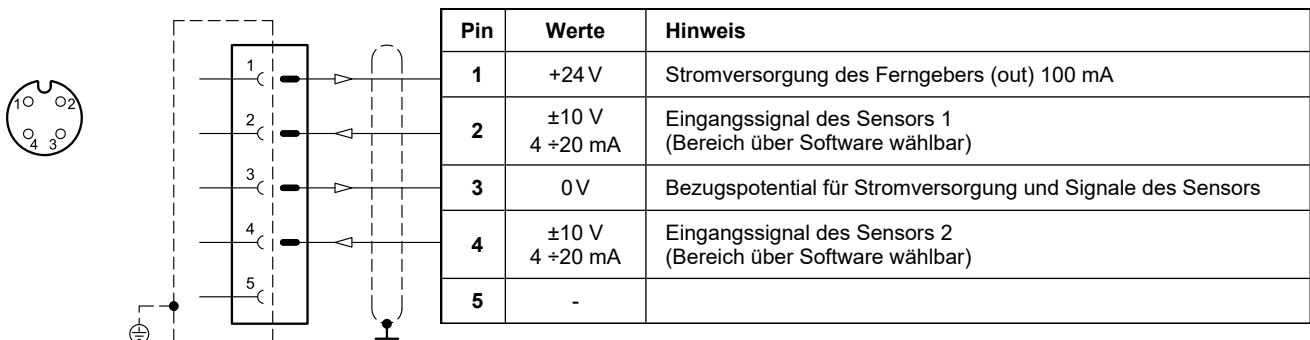 1 2
4 3
1
2
3
4
5
Pin Werte Hinweis
1 +24 V Stromversorgung des Ferngebers (out) 100 mA
2 ±10 V 4 ÷20 mA Eingangssignal des Sensors 1
(Bereich über Software wählbar)
3 0 V Bezugspotential für Stromversorgung und Signale des Sensors
4 ±10 V 4 ÷20 mA Eingangssignal des Sensors 2
(Bereich über Software wählbar)
5 -